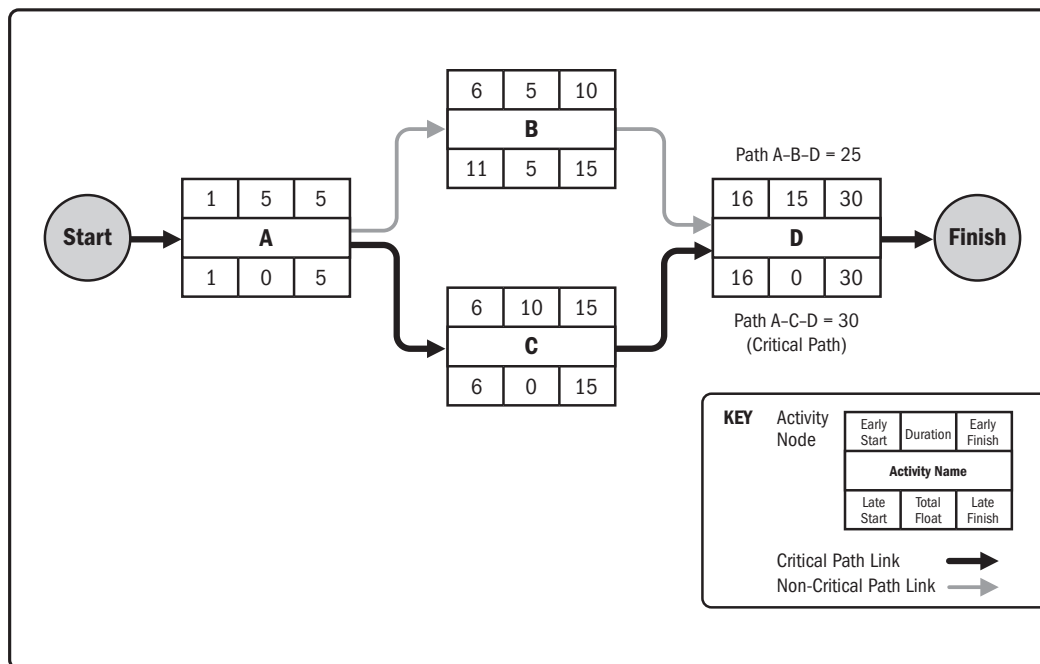 6 5 10
B
11 5 15
Path A–B–D = 25
1 5 5
A
1 0 5
16 15 30
D
16 0 30
Start
Finish
6 10 15
C
6 0 15
Path A–C–D = 30
(Critical Path)
KEY
Activity
Node
Early
Start
Duration
Early
Finish
Activity Name
Late
Start
Total
Float
Late
Finish
Critical Path Link
Non-Critical Path Link